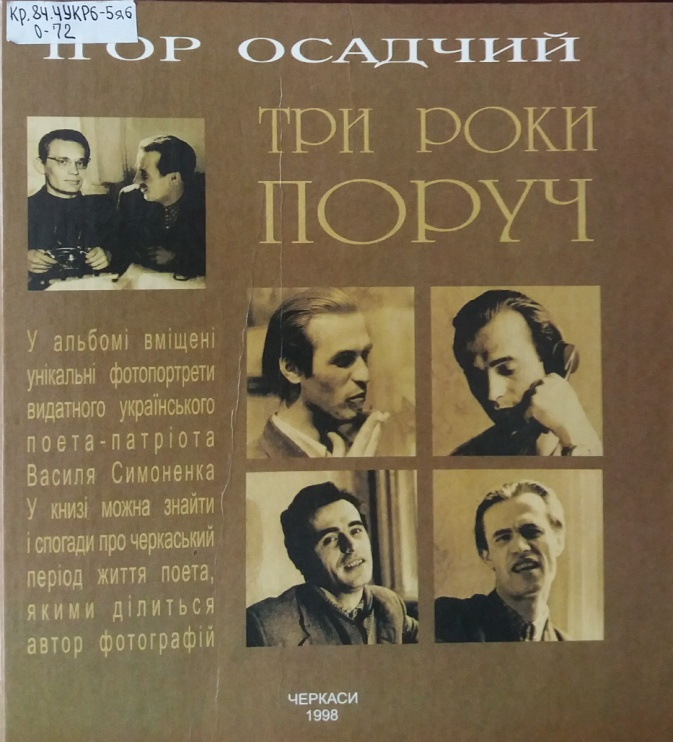 Кр.84.4УКР6-5яб
О-72
ІГОР ОСАДЧИЙ
ТРИ РОКИ
ПОРУЧ
У альбомі вміщені
унікальні фотопортрети
видатного українського
поета-патріота
Василя Симоненка
У книзі можна знайти
і спогади про черкаський
період життя поета,
якими ділиться
автор фотографій
ЧЕРКАСИ
1998